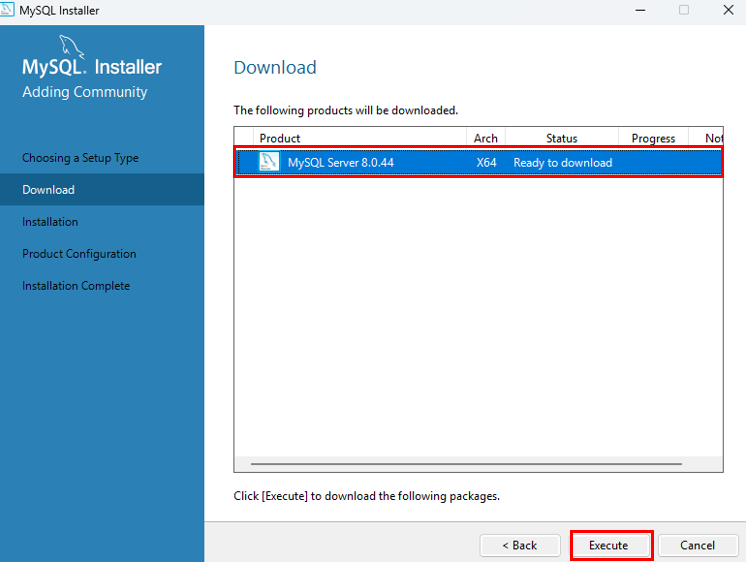 MySQL Installer
MySQL. Installer
Adding Community
Choosing a Setup Type
Download
Installation
Product Configuration
Installation Complete
Download
The following products will be downloaded.
Product Arch Status Progress Not
MySQL Server 8.0.44 X64 Ready to download
Click [Execute] to download the following packages.
< Back Execute Cancel